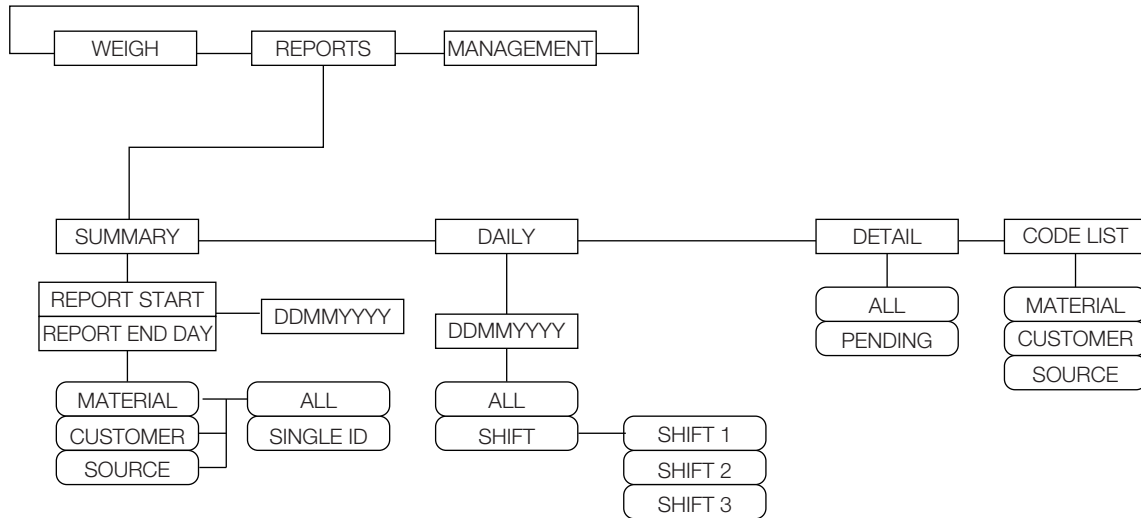 WEIGH
REPORTS
MANAGEMENT
SUMMARY
DAILY
DETAIL
CODE LIST
REPORT START
REPORT END DAY
DDMMYYYY
MATERIAL
CUSTOMER
SOURCE
ALL
SINGLE ID
DDMMYYYY
ALL
SHIFT
SHIFT 1
SHIFT 2
SHIFT 3
ALL
PENDING
MATERIAL
CUSTOMER
SOURCE